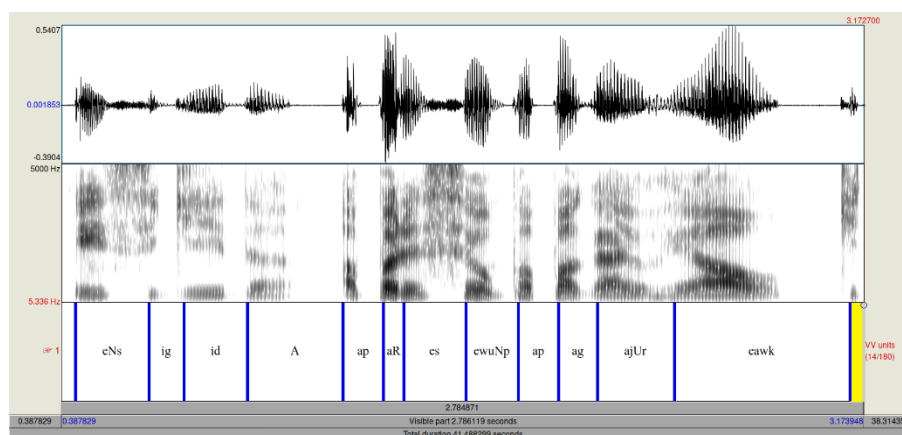 3.172700
0.5407
0.001853
-0.3904
5000 Hz
5.336 Hz
☞ 1 eNs ig id A ap aR es ewuNp ap ag ajUr eawk VV units
(14/180)
2.784871
0.387829 0.387829 Visible part 2.786119 seconds 3.173948 38.31435
Total duration 41.488299 seconds